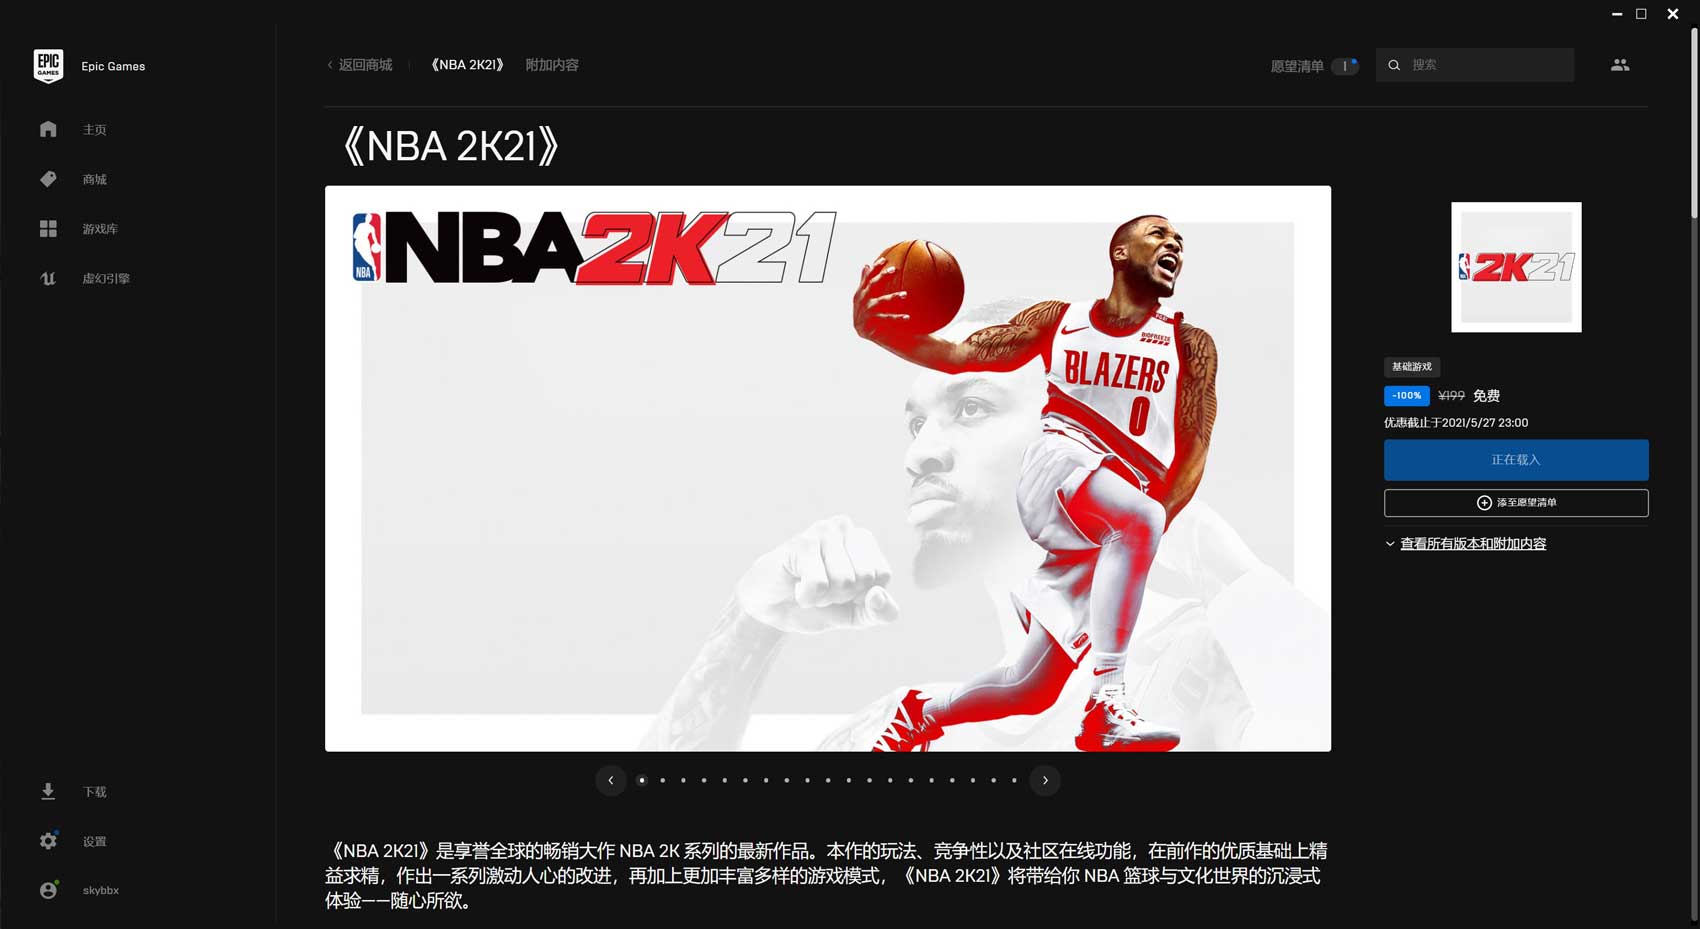 EPIC GAMES
Epic Games
主页
商城
游戏库
虚幻引擎
下载
设置
skybbx
返回商城
《NBA 2K21》
附加内容
愿望清单 1
搜索
《NBA 2K21》
NBA
NBA2K21
BIOFREEZE
BLAZERS
0
2K21
基础游戏
-100% ¥199 免费
优惠截止于2021/5/27 23:00
正在载入
添至愿望清单
查看所有版本和附加内容
《NBA 2K21》是享誉全球的畅销大作 NBA 2K 系列的最新作品。本作的玩法、竞争性以及社区在线功能，在前作的优质基础上精
益求精，作出一系列激动人心的改进，再加上更加丰富多样的游戏模式，《NBA 2K21》将带给你 NBA 篮球与文化世界的沉浸式
体验——随心所欲。